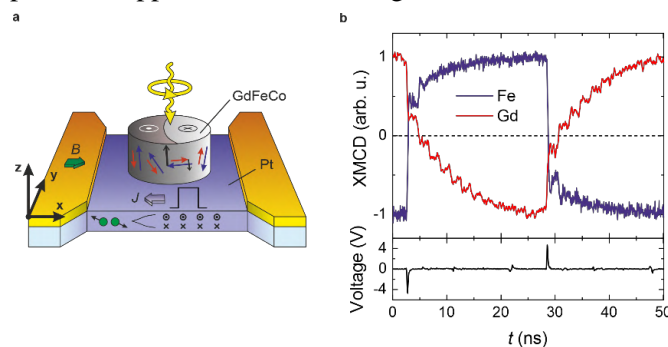 a
GdFeCo
B
Pt
z
y
x
J
b
XMCD (arb. u.)
1
0
-1
Fe
Gd
Voltage (V)
4
0
-4
0 10 20 30 40 50
t (ns)